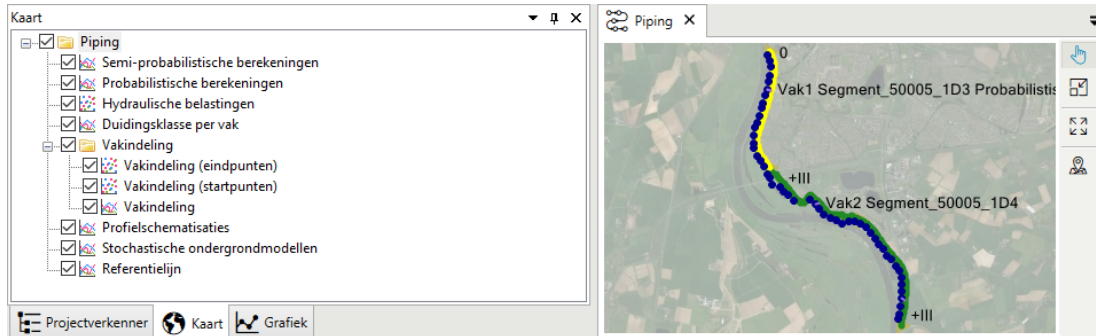 Kaart
Piping
Semi-probabilistische berekeningen
Probabilistische berekeningen
Hydraulische belastingen
Duidingsklasse per vak
Vakindeling
Vakindeling (eindpunten)
Vakindeling (startpunten)
Vakindeling
Profielschematisaties
Stochastische ondergrondmodellen
Referentielijn
Projectverkenner
Kaart
Grafiek
Piping
0
Vak1 Segment_50005_1D3 Probabilistis
+III
Vak2 Segment_50005_1D4
+III